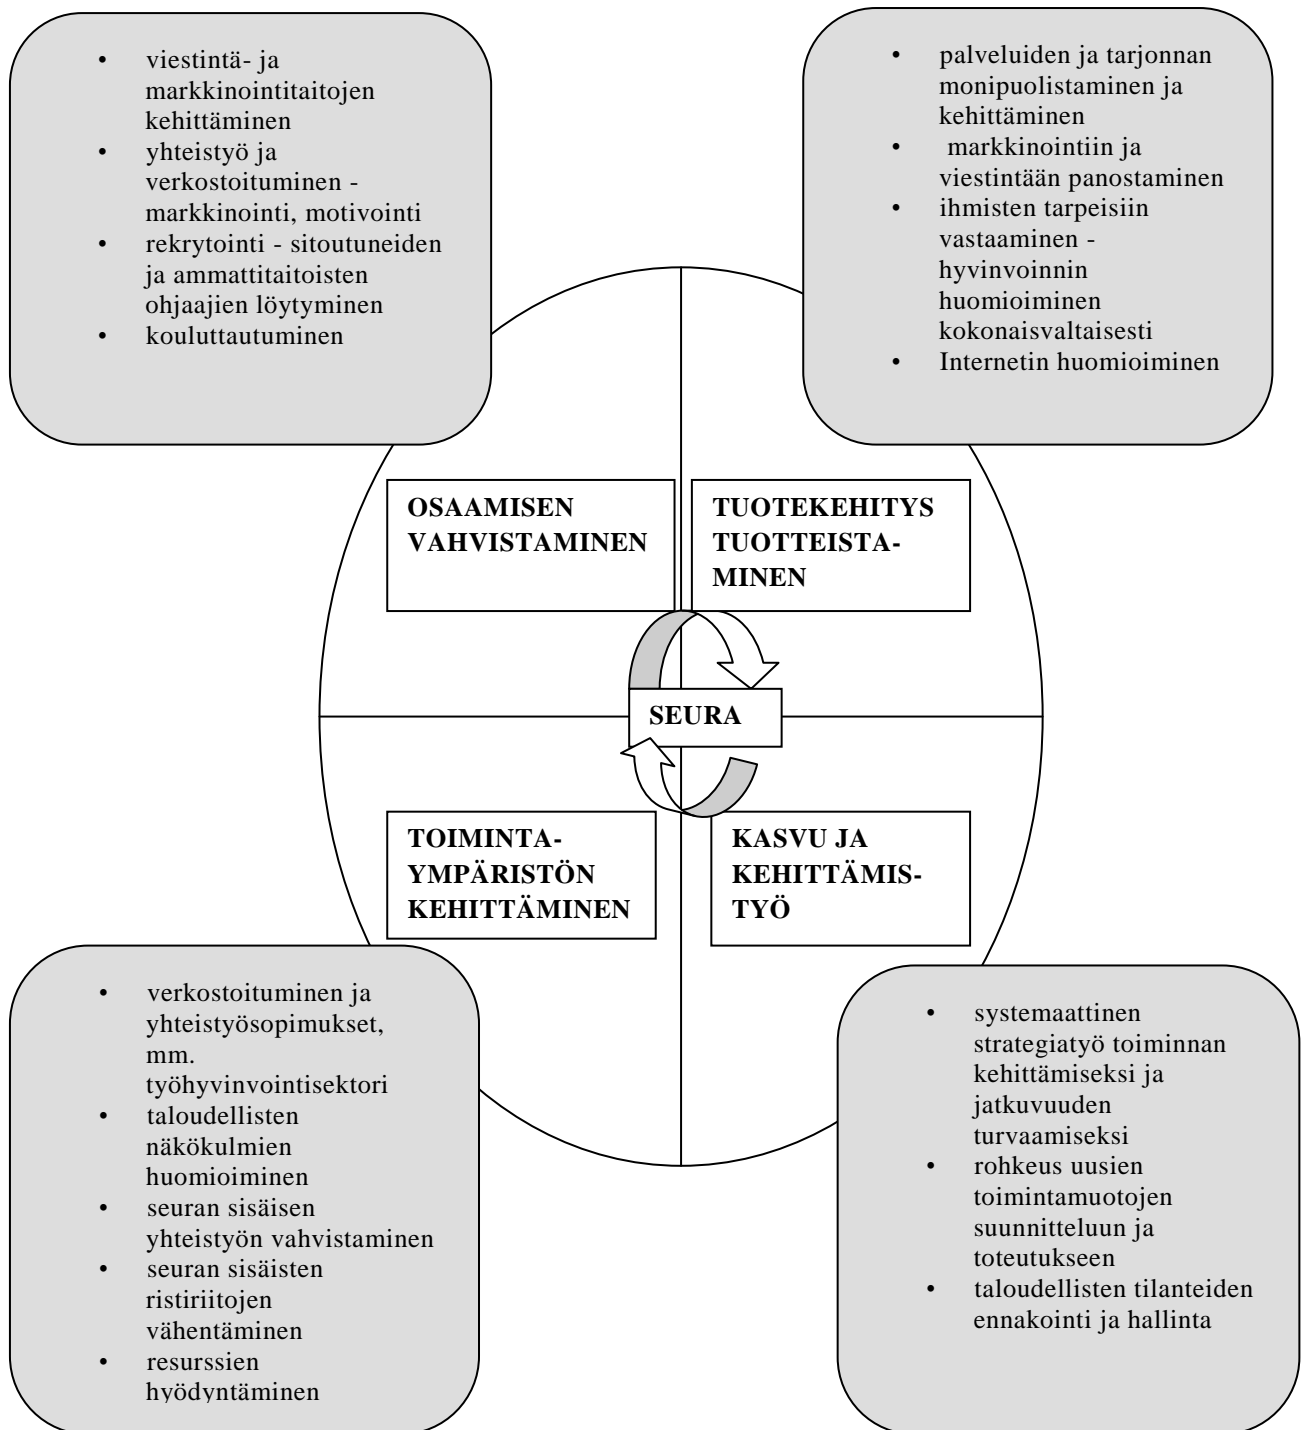 • viestintä- ja
markkinointitaitojen
kehittäminen
• yhteistyö ja
verkostoituminen -
markkinointi, motivointi
• rekrytointi - sitoutuneiden
ja ammattitaitoisten
ohjaajien löytyminen
• kouluttautuminen
• palveluiden ja tarjonnan
monipuolistaminen ja
kehittäminen
• markkinointiin ja
viestintään panostaminen
• ihmisten tarpeisiin
vastaaminen -
hyvinvoinnin
huomioiminen
kokonaisvaltaisesti
• Internetin huomioiminen
OSAAMISEN
VAHVISTAMINEN
TUOTEKEHITYS
TUOTTEISTA-
MINEN
SEURA
TOIMINTA-
YMPÄRISTÖN
KEHITTÄMINEN
KASVU JA
KEHITTÄMIS-
TYÖ
• verkostoituminen ja
yhteistyösopimukset,
mm.
työhyvinvointisektori
• taloudellisten
näkökulmien
huomioiminen
• seuran sisäisen
yhteistyön vahvistaminen
• seuran sisäisten
ristiriitojen
vähentäminen
• resurssien
hyödyntäminen
• systemaattinen
strategiatyö toiminnan
kehittämiseksi ja
jatkuvuuden
turvaamiseksi
• rohkeus uusien
toimintamuotojen
suunnitteluun ja
toteutukseen
• taloudellisten tilanteiden
ennakointi ja hallinta